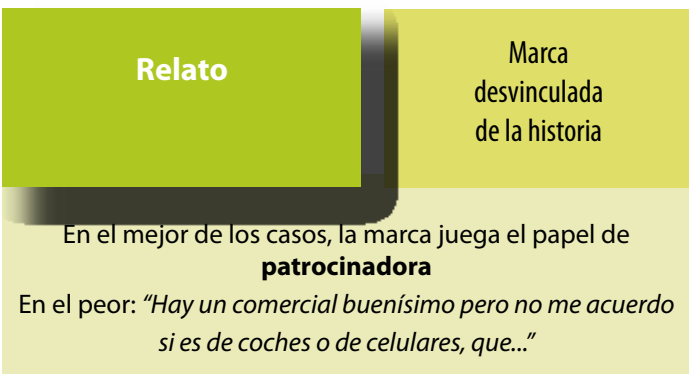 Relato
Marca
desvinculada
de la historia
En el mejor de los casos, la marca juega el papel de
patrocinadora
En el peor: “Hay un comercial buenísimo pero no me acuerdo
si es de coches o de celulares, que...”